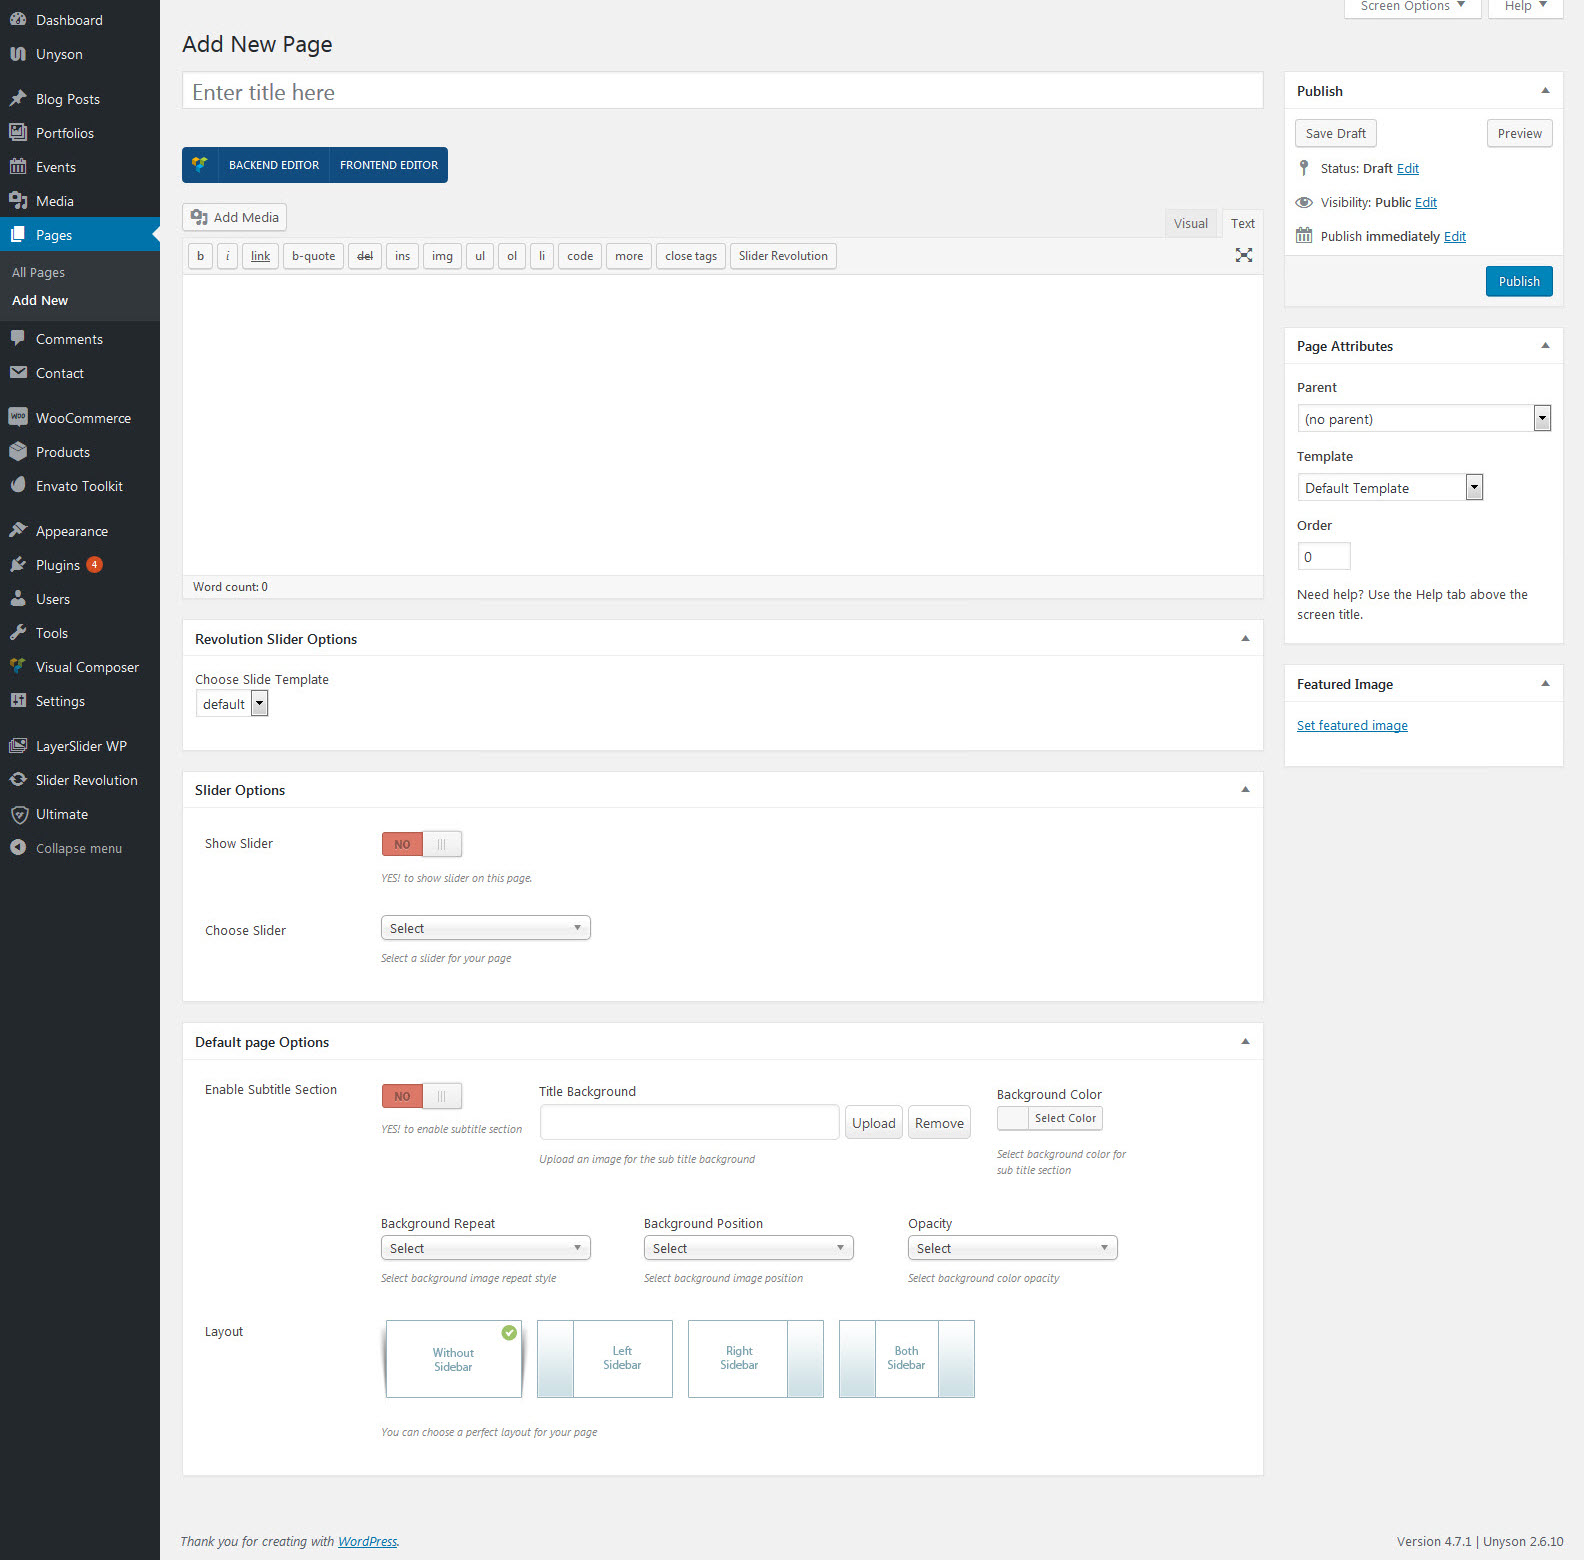 Dashboard
Unyson
Blog Posts
Portfolios
Events
Media
Pages
All Pages
Add New
Comments
Contact
WOO WooCommerce
Products
Envato Toolkit
Appearance
Plugins 4
Users
Tools
Visual Composer
Settings
LayerSlider WP
Slider Revolution
Ultimate
Collapse menu
Screen Options Help
Add New Page
Enter title here
BACKEND EDITOR FRONTEND EDITOR
Add Media Visual Text
b i link b-quote del ins img ul ol li code more close tags Slider Revolution
Word count: 0
Revolution Slider Options
Choose Slide Template
default
Slider Options
Show Slider NO
YES! to show slider on this page.
Choose Slider Select
Select a slider for your page
Default page Options
Enable Subtitle Section NO
YES! to enable subtitle section
Title Background
Upload Remove
Upload an image for the sub title background
Background Color
Select Color
Select background color for
sub title section
Background Repeat
Select
Select background image repeat style
Background Position
Select
Select background image position
Opacity
Select
Select background color opacity
Layout
Without
Sidebar
Left
Sidebar
Right
Sidebar
Both
Sidebar
You can choose a perfect layout for your page
Publish
Save Draft Preview
Status: Draft Edit
Visibility: Public Edit
Publish immediately Edit
Publish
Page Attributes
Parent
(no parent)
Template
Default Template
Order
0
Need help? Use the Help tab above the
screen title.
Featured Image
Set featured image
Thank you for creating with WordPress.
Version 4.7.1 | Unyson 2.6.10